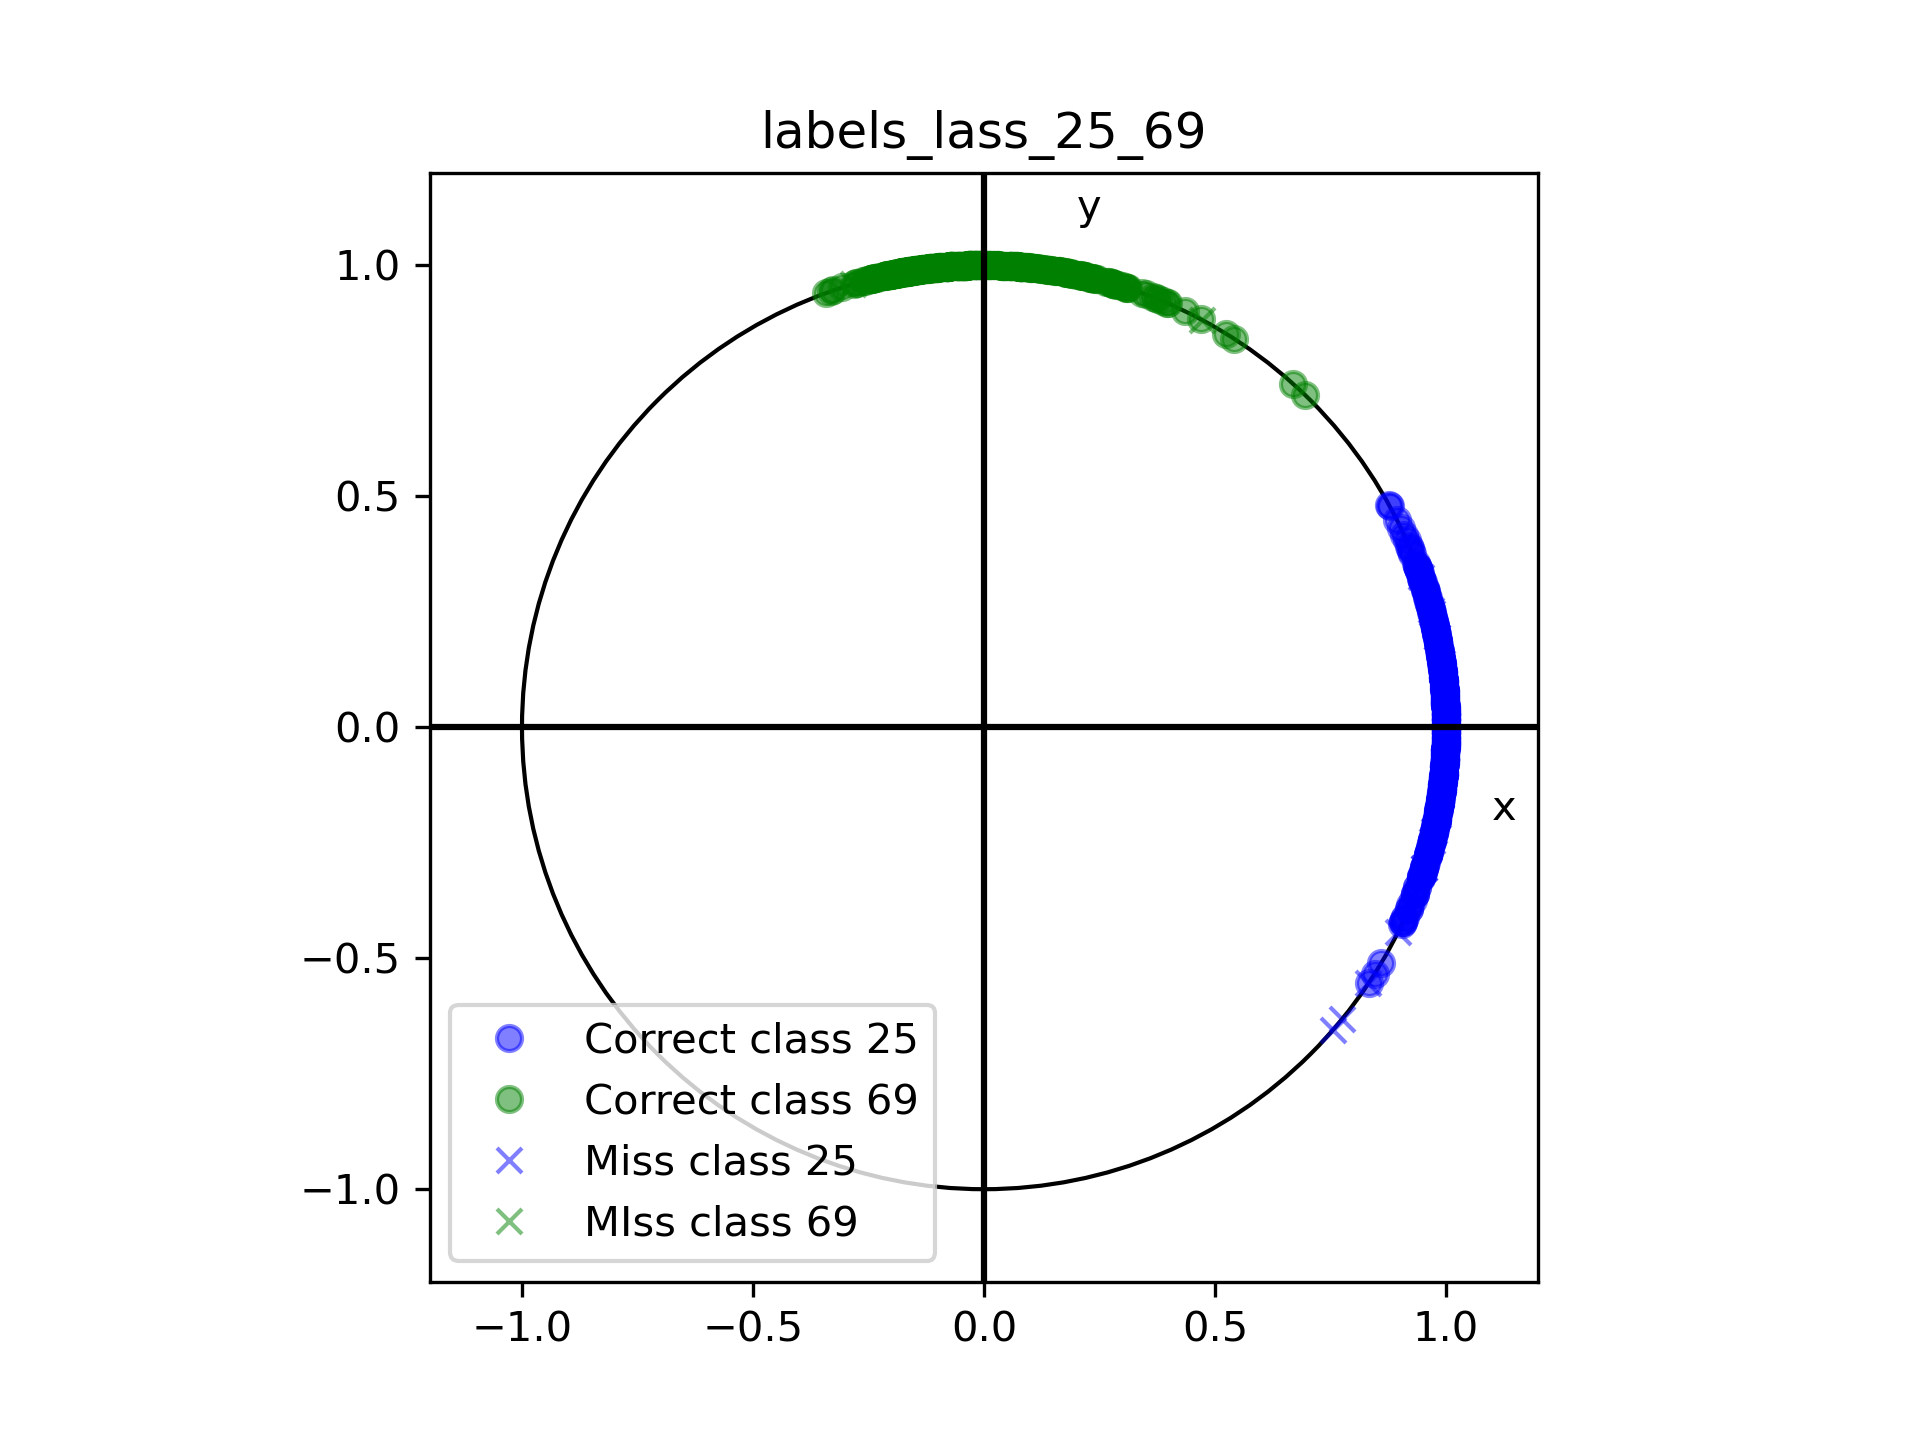 labels_lass_25_69
y
1.0
0.5
0.0
−0.5
−1.0
x
Correct class 25
Correct class 69
Miss class 25
MIss class 69
−1.0 −0.5 0.0 0.5 1.0